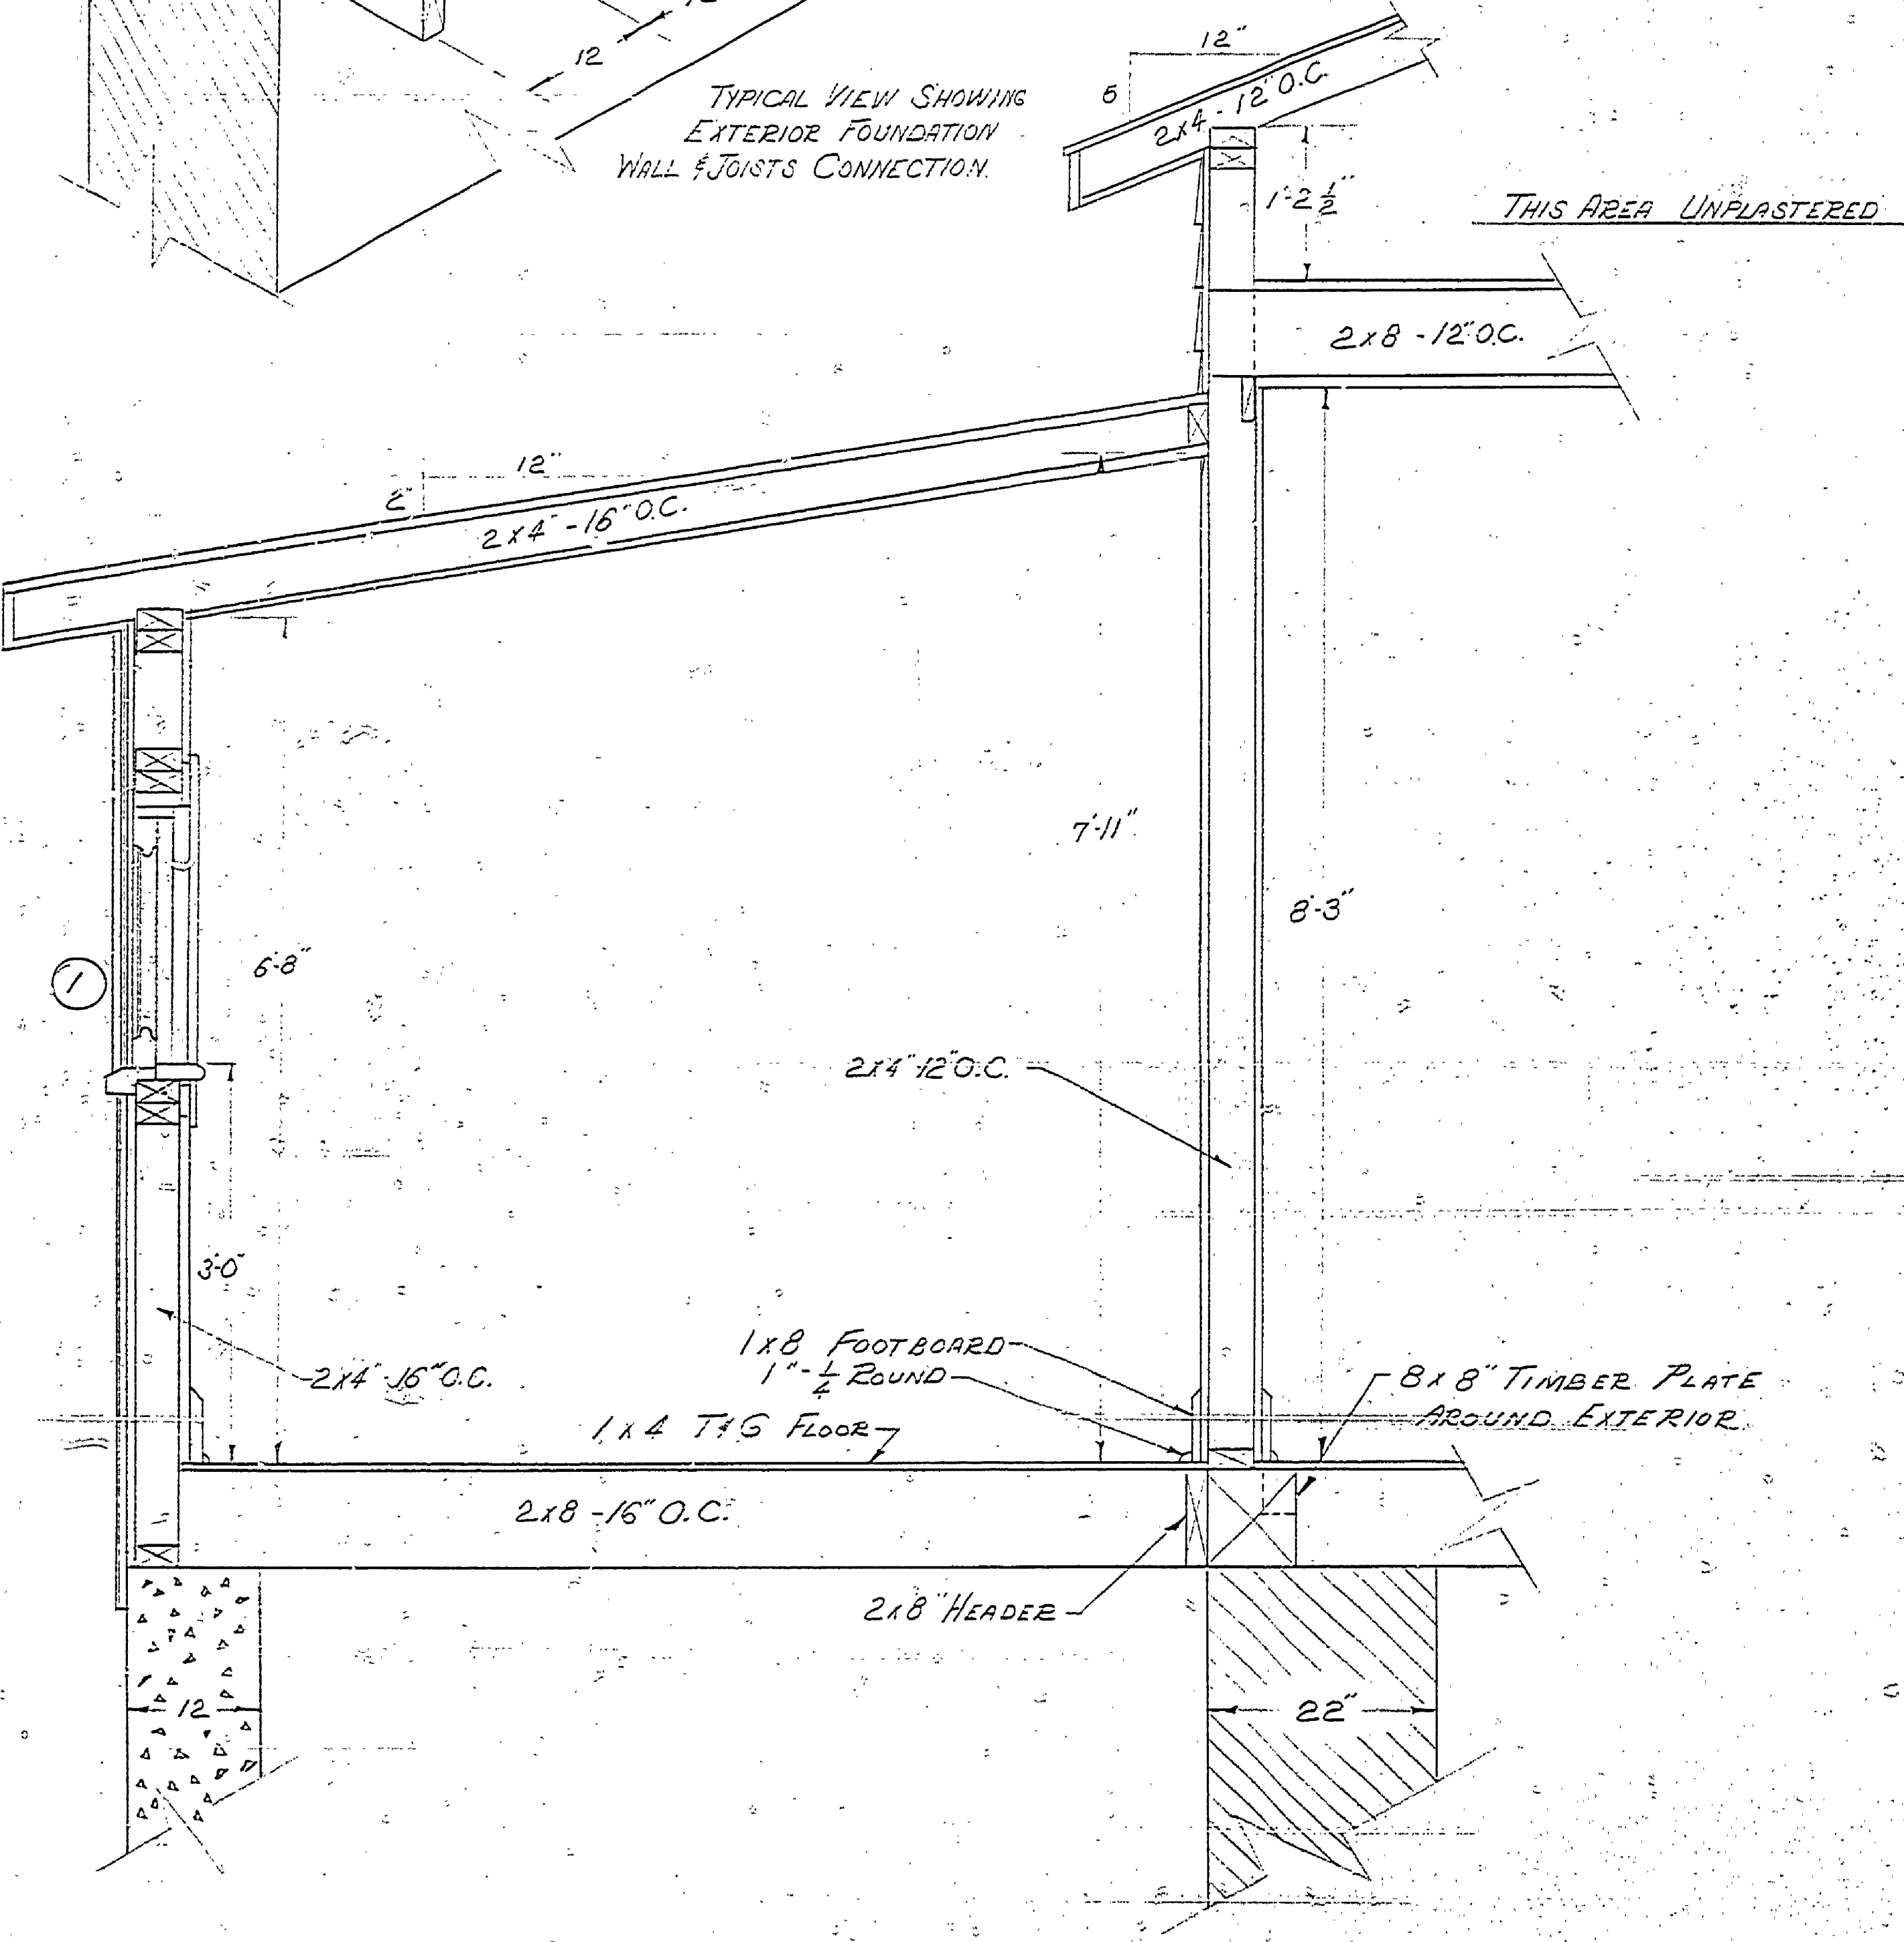 12
TYPICAL VIEW SHOWING
EXTERIOR FOUNDATION
WALL & JOISTS CONNECTION.
12"
5
2x4 - 12" O.C.
1'-2 1/2"
THIS AREA UNPLASTERED
2x8 - 12" O.C.
12"
2"
2x4" - 16" O.C.
7'-11"
8'-3"
6'-8"
1
2x4" 12" O.C.
3'-0"
2x4" - 16" O.C.
1x8 FOOTBOARD
1" - 1/4 ROUND
1x4 T&G FLOOR
8x8" TIMBER PLATE
AROUND EXTERIOR
2x8 - 16" O.C.
2x8" HEADER
12
22"